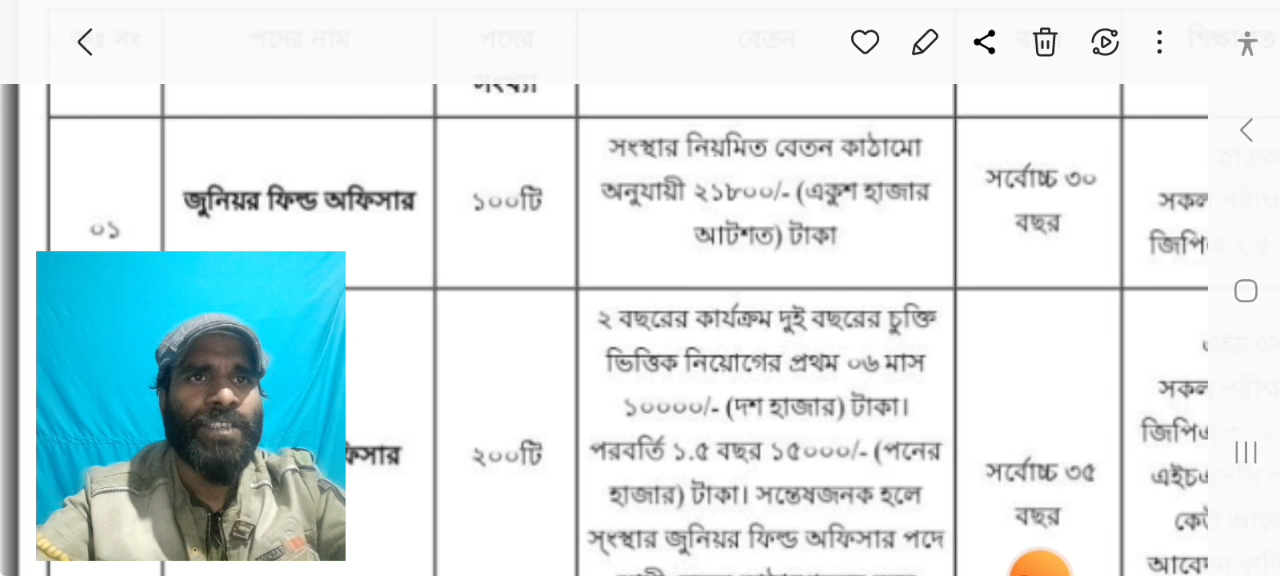 পদের নাম
পদের
সংখ্যা
বেতন
০১
জুনিয়র ফিল্ড অফিসার
১০০টি
সংস্থার নিয়মিত বেতন কাঠামো
অনুযায়ী ২১৮০০/- (একুশ হাজার
আটশত) টাকা
সর্বোচ্চ ৩০
বছর
সকল
জিপি
ফিসার
২০০টি
২ বছরের কার্যক্রম দুই বছরের চুক্তি
ভিত্তিক নিয়োগের প্রথম ০৬ মাস
১০০০০/- (দশ হাজার) টাকা।
পরবর্তি ১.৫ বছর ১৫০০০/- (পনের
হাজার) টাকা। সন্তেষজনক হলে
সংস্থার জুনিয়র ফিল্ড অফিসার পদে
সর্বোচ্চ ৩৫
বছর
সকল
জিপিএ
এইচএ
কেউ
আবেদ